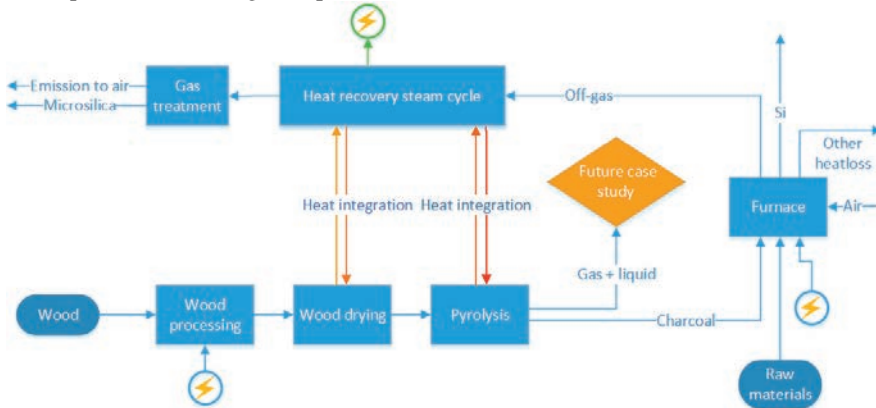 Emission to air
Microsilica
Gas
treatment
Heat recovery steam cycle
Off-gas
Si
Other
heatloss
Future case
study
Furnace
Air
Heat integration
Heat integration
Gas + liquid
Wood
Wood
processing
Wood drying
Pyrolysis
Charcoal
Raw
materials